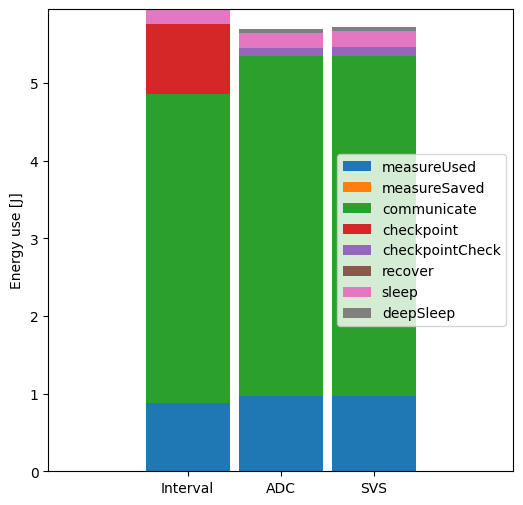 Energy use [J]
5
4
3
2
1
0
measureUsed
measureSaved
communicate
checkpoint
checkpointCheck
recover
sleep
deepSleep
Interval ADC SVS